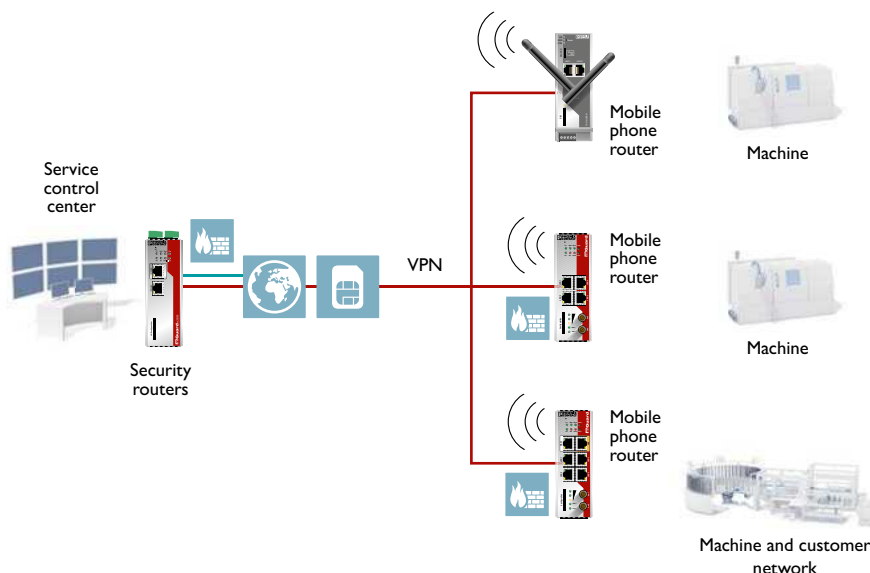 Service
control
center
Security
routers
VPN
Mobile
phone
router
Machine
Mobile
phone
router
Machine
Mobile
phone
router
Machine and customer
network